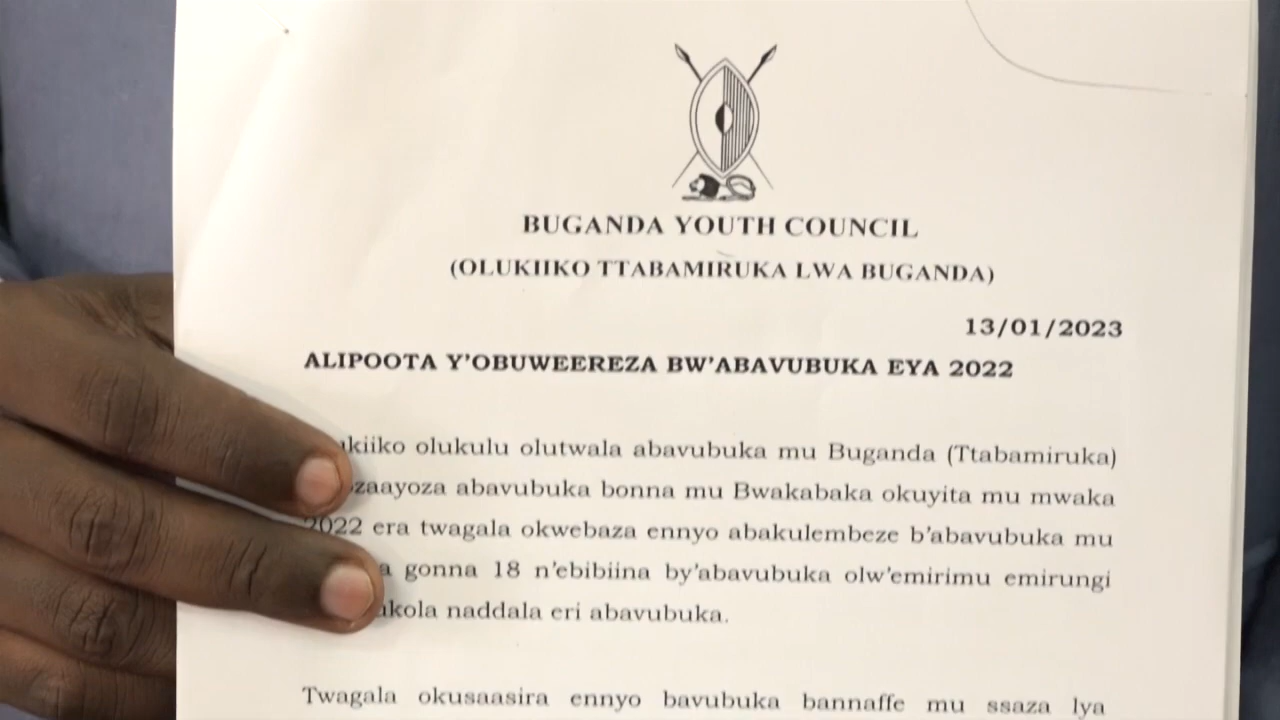 BUGANDA YOUTH COUNCIL
(OLUKIIKO TTABAMIRUKA LWA BUGANDA)
13/01/2023
ALIPOOTA Y'OBUWEEREZA BW'ABAVUBUKA EYA 2022
olukulu olutwala abavubuka mu Buganda (Ttabamiruka)
abavubuka bonna mu Bwakabaka okuyita mu mwaka
2022 era twagala okwebaza ennyo abakulembeze b'abavubuka mu
gonna 18 n'ebibiina by'abavubuka olw'emirimu emirungi
naddala eri abavubuka.
Twagala okusaasira ennyo bavubuka bannaffe mu ssaza lya